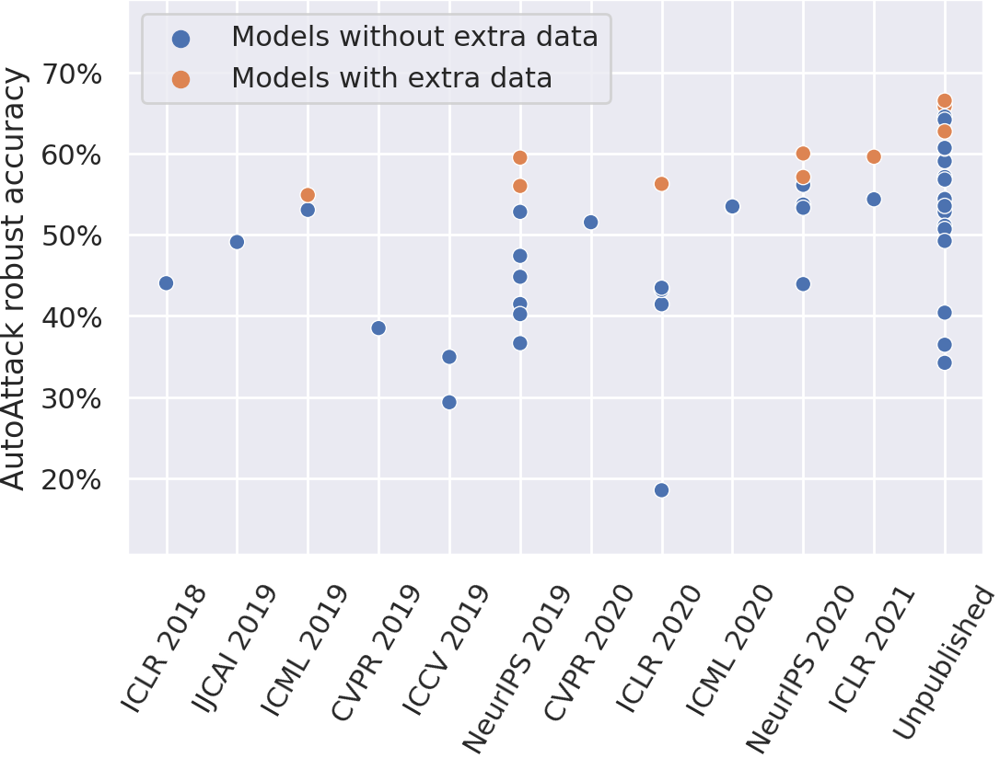 Models without extra data
Models with extra data
AutoAttack robust accuracy
70%
60%
50%
40%
30%
20%
ICLR 2018
IJCAI 2019
ICML 2019
CVPR 2019
ICCV 2019
NeurIPS 2019
CVPR 2020
ICLR 2020
ICML 2020
NeurIPS 2020
ICLR 2021
Unpublished